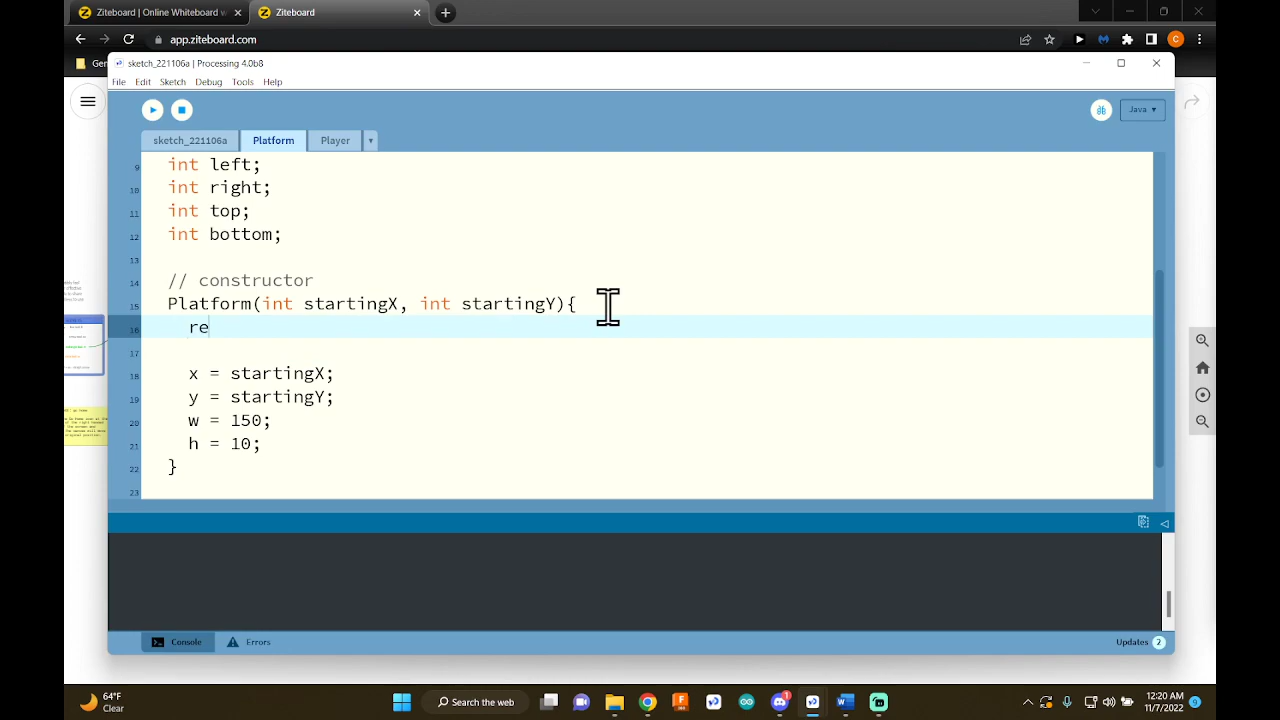 Ziteboard | Online Whiteboard w
Ziteboard
app.ziteboard.com
Gen
sketch_221106a | Processing 4.0b8
File Edit Sketch Debug Tools Help
Java
sketch_221106a Platform Player
9 int left;
10 int right;
11 int top;
12 int bottom;
13
14 // constructor
15 Platform(int startingX, int startingY){
16 re
17
18 x = startingX;
19 y = startingY;
20 w = 150;
21 h = 10;
22 }
23
Console Errors Updates 2
64°F
Clear
Search the web
1
12:20 AM
11/7/2022
9